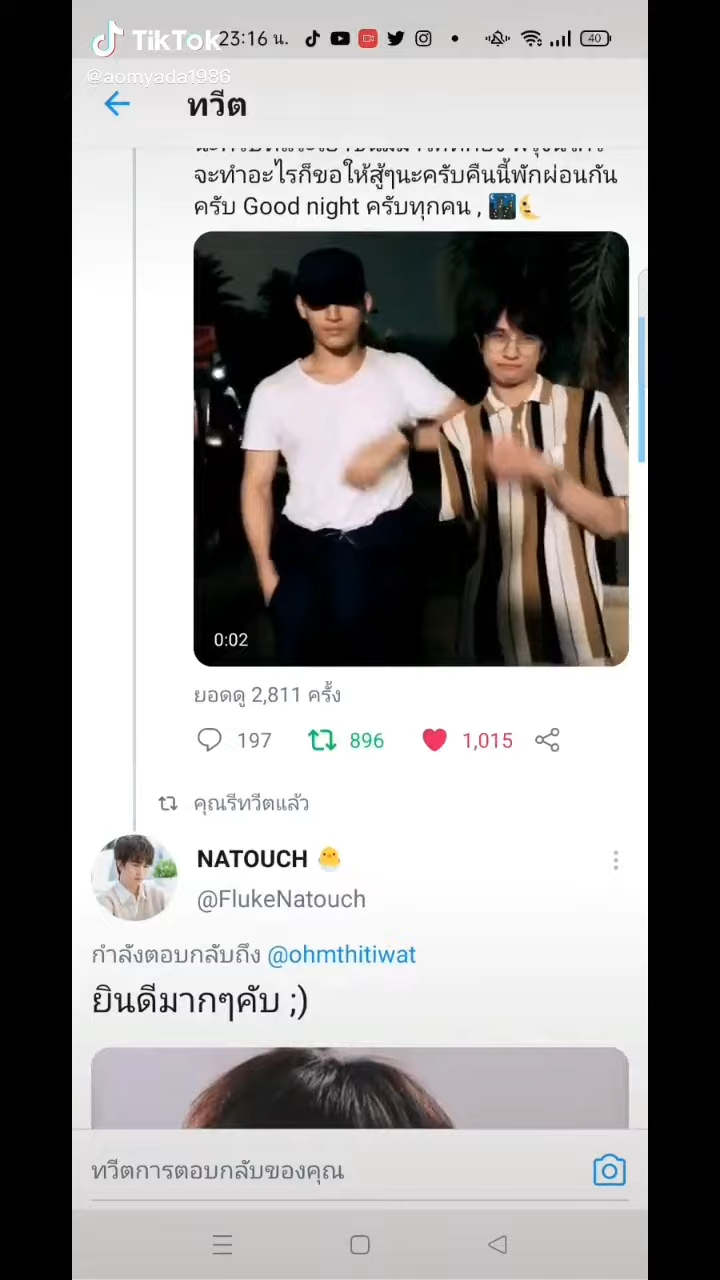 TikTok
23:16 น.
40
@aomyada1986
ทวีต
จะทำอะไรก็ขอให้สู้ๆนะครับคืนนี้พักผ่อนกัน
ครับ Good night ครับทุกคน ,
0:02
ยอดดู 2,811 ครั้ง
197 896 1,015
คุณรีทวีตแล้ว
NATOUCH
@FlukeNatouch
กำลังตอบกลับถึง @ohmthitiwat
ยินดีมากๆคับ ;)
ทวีตการตอบกลับของคุณ